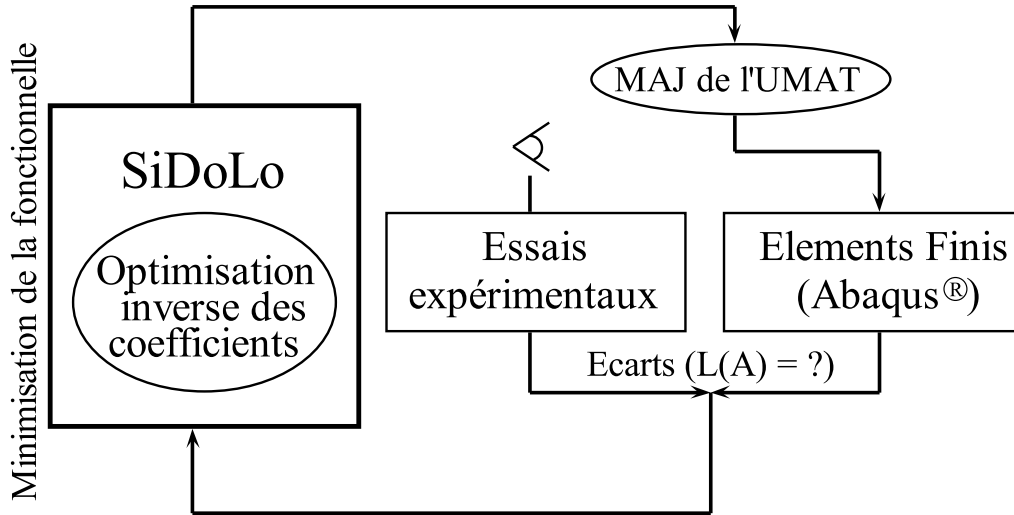 Minimisation de la fonctionnelle
MAJ de l'UMAT
SiDoLo
Optimisation
inverse des
coefficients
Essais
expérimentaux
Elements Finis
(Abaqus®)
Ecarts (L(A) = ?)